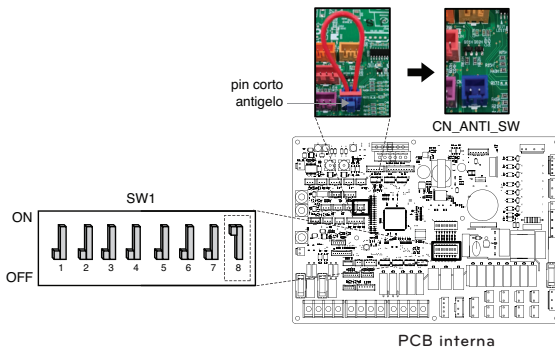 pin corto
antigelo
CN_ANTI_SW
SW1
ON
OFF
1 2 3 4 5 6 7 8
PCB interna